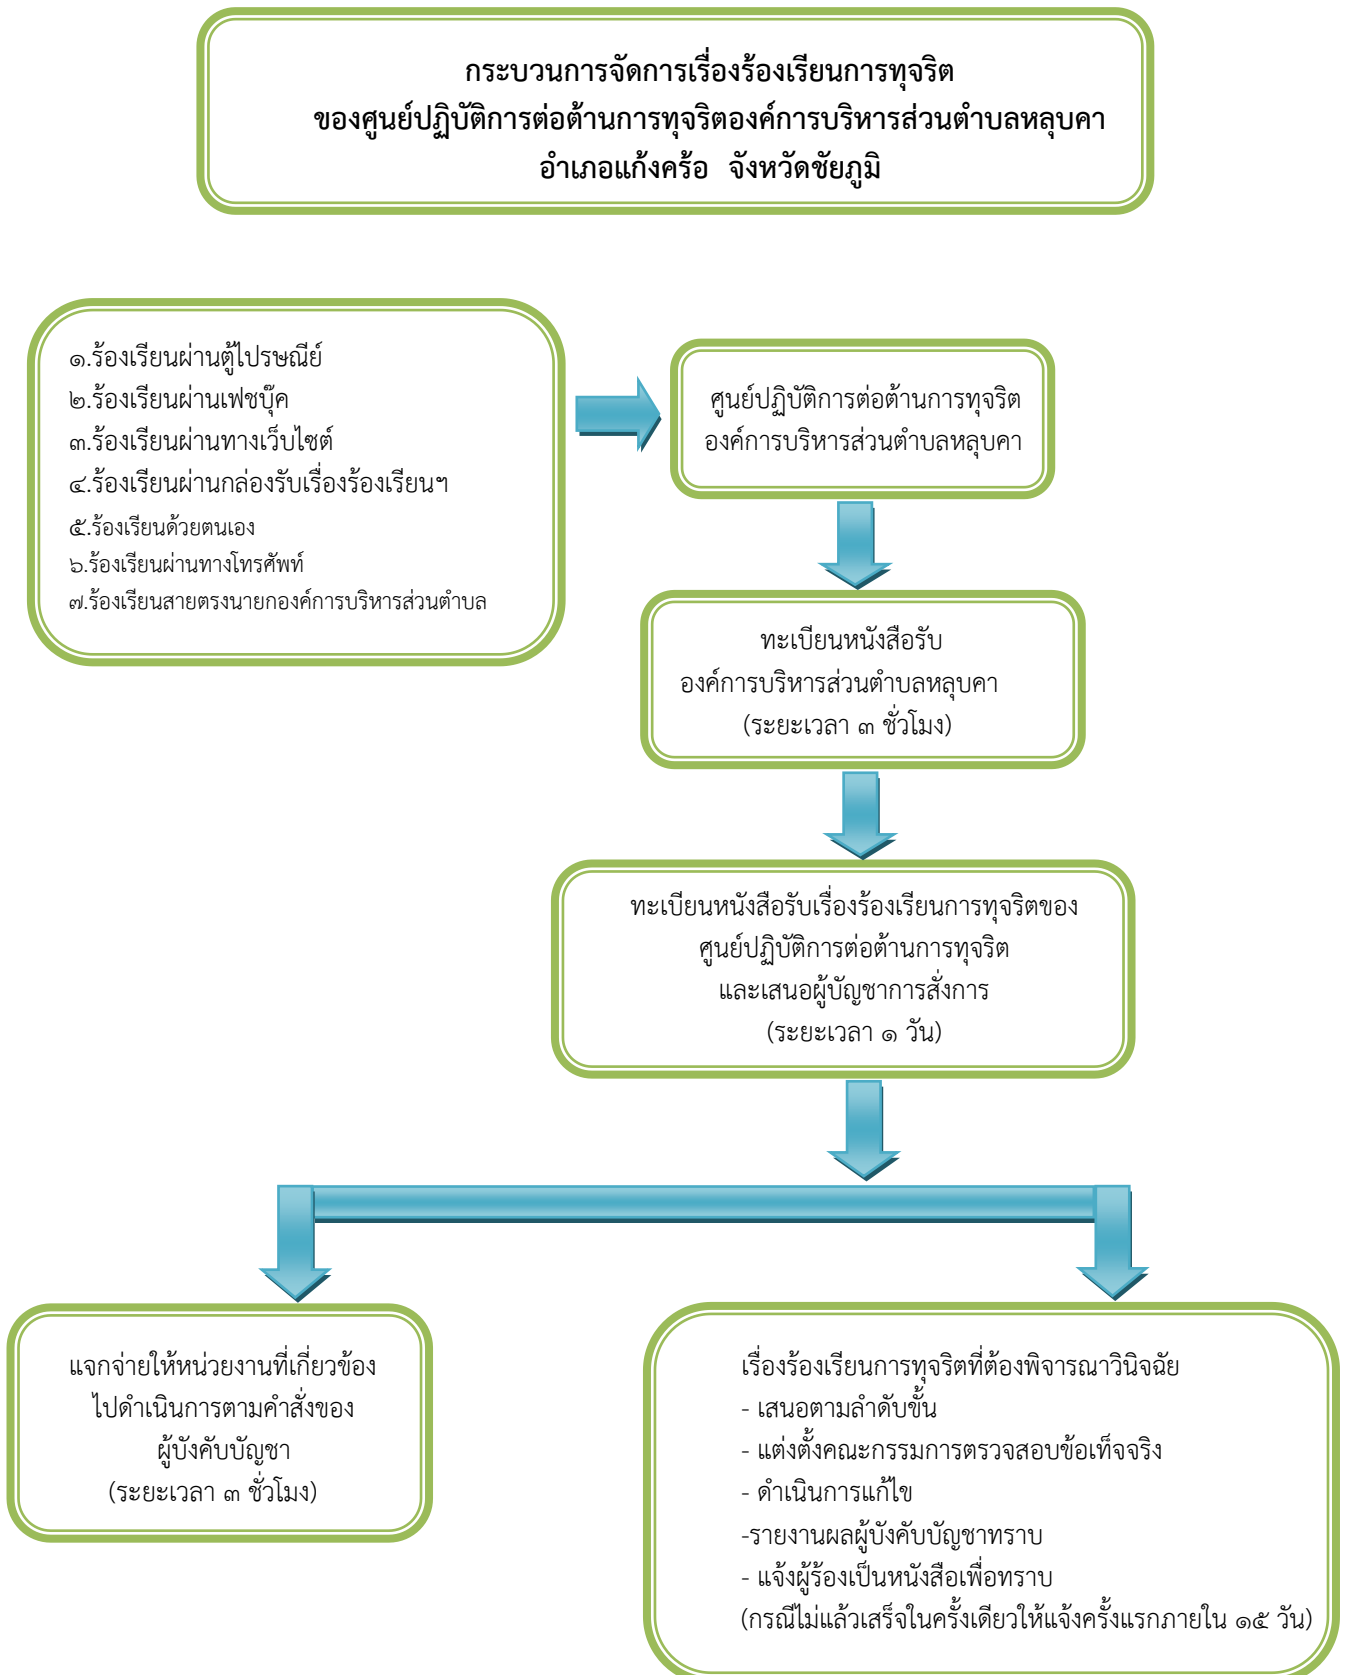 กระบวนการจัดการเรื่องร้องเรียนการทุจริต
ของศูนย์ปฏิบัติการต่อต้านการทุจริตองค์การบริหารส่วนตำบลหลุบคา
อำเภอแก้งคร้อ จังหวัดชัยภูมิ
๑.ร้องเรียนผ่านตู้ไปรษณีย์
๒.ร้องเรียนผ่านเฟชบุ๊ค
๓.ร้องเรียนผ่านทางเว็บไซต์
๔.ร้องเรียนผ่านกล่องรับเรื่องร้องเรียนฯ
๕.ร้องเรียนด้วยตนเอง
๖.ร้องเรียนผ่านทางโทรศัพท์
๗.ร้องเรียนสายตรงนายกองค์การบริหารส่วนตำบล
ศูนย์ปฏิบัติการต่อต้านการทุจริต
องค์การบริหารส่วนตำบลหลุบคา
ทะเบียนหนังสือรับ
องค์การบริหารส่วนตำบลหลุบคา
(ระยะเวลา ๓ ชั่วโมง)
ทะเบียนหนังสือรับเรื่องร้องเรียนการทุจริตของ
ศูนย์ปฏิบัติการต่อต้านการทุจริต
และเสนอผู้บัญชาการสั่งการ
(ระยะเวลา ๑ วัน)
แจกจ่ายให้หน่วยงานที่เกี่ยวข้อง
ไปดำเนินการตามคำสั่งของ
ผู้บังคับบัญชา
(ระยะเวลา ๓ ชั่วโมง)
เรื่องร้องเรียนการทุจริตที่ต้องพิจารณาวินิจฉัย
- เสนอตามลำดับขั้น
- แต่งตั้งคณะกรรมการตรวจสอบข้อเท็จจริง
- ดำเนินการแก้ไข
-รายงานผลผู้บังคับบัญชาทราบ
- แจ้งผู้ร้องเป็นหนังสือเพื่อทราบ
(กรณีไม่แล้วเสร็จในครั้งเดียวให้แจ้งครั้งแรกภายใน ๑๕ วัน)